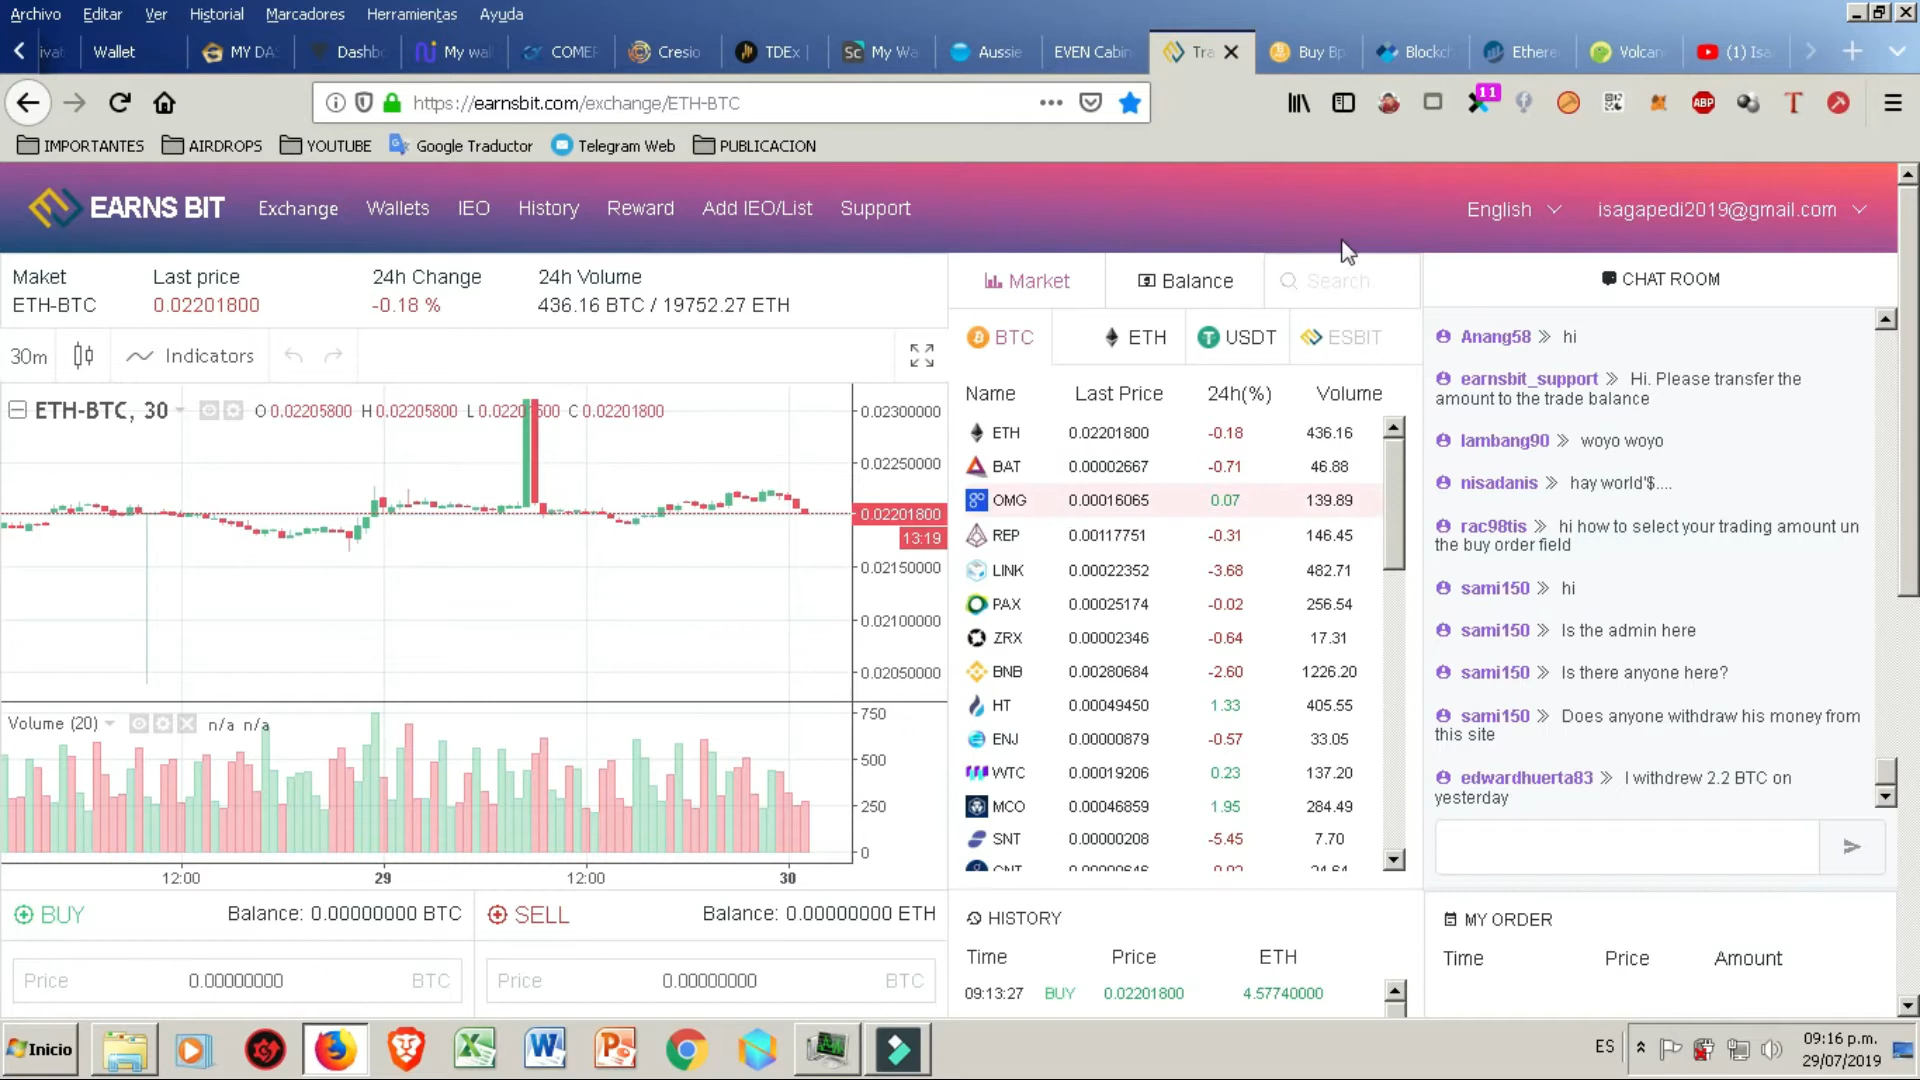 Archivo Editar Ver Historial Marcadores Herramientas Ayuda
Wallet MY DA Dashb My wal COMER Cresio TDEx | My Wa Aussie EVEN Cabin Tra Buy Bp Blockch Ethere Volcan (1) Isa
https://earnsbit.com/exchange/ETH-BTC
11 ABP T
IMPORTANTES AIRDROPS YOUTUBE Google Traductor Telegram Web PUBLICACION
EARNS BIT Exchange Wallets IEO History Reward Add IEO/List Support English isagapedi2019@gmail.com
Maket Last price 24h Change 24h Volume
ETH-BTC 0.02201800 -0.18 % 436.16 BTC / 19752.27 ETH
30m Indicators
ETH-BTC, 30 O 0.02205800 H 0.02205800 L 0.02201600 C 0.02201800
0.02300000
0.02250000
0.02201800
13:19
0.02150000
0.02100000
0.02050000
Volume (20) n/a n/a
750
500
250
0
12:00 29 12:00 30
BUY Balance: 0.00000000 BTC
Price 0.00000000 BTC
SELL Balance: 0.00000000 ETH
Price 0.00000000 BTC
Market Balance Search
BTC ETH USDT ESBIT
Name Last Price 24h(%) Volume
ETH 0.02201800 -0.18 436.16
BAT 0.00002667 -0.71 46.88
OMG 0.00016065 0.07 139.89
REP 0.00117751 -0.31 146.45
LINK 0.00022352 -3.68 482.71
PAX 0.00025174 -0.02 256.54
ZRX 0.00002346 -0.64 17.31
BNB 0.00280684 -2.60 1226.20
HT 0.00049450 1.33 405.55
ENJ 0.00000879 -0.57 33.05
WTC 0.00019206 0.23 137.20
MCO 0.00046859 1.95 284.49
SNT 0.00000208 -5.45 7.70
HISTORY
Time Price ETH
09:13:27 BUY 0.02201800 4.57740000
CHAT ROOM
Anang58 hi
earnsbit_support Hi. Please transfer the
amount to the trade balance
lambang90 woyo woyo
nisadanis hay world'$....
rac98tis hi how to select your trading amount un
the buy order field
sami150 hi
sami150 Is the admin here
sami150 Is there anyone here?
sami150 Does anyone withdraw his money from
this site
edwardhuerta83 I withdrew 2.2 BTC on
yesterday
MY ORDER
Time Price Amount
Inicio ES 09:16 p.m.
29/07/2019